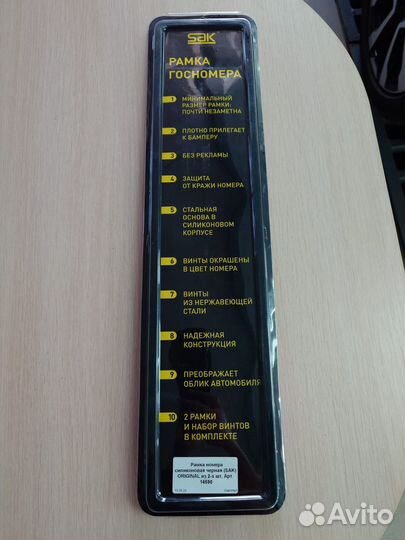 SAK
РАМКА
ГОСНОМЕРА
1 МИНИМАЛЬНЫЙ
РАЗМЕР РАМКИ:
ПОЧТИ НЕЗАМЕТНА
2 ПЛОТНО ПРИЛЕГАЕТ
К БАМПЕРУ
3 БЕЗ РЕКЛАМЫ
4 ЗАЩИТА
ОТ КРАЖИ НОМЕРА
5 СТАЛЬНАЯ
ОСНОВА В
СИЛИКОНОВОМ
КОРПУСЕ
6 ВИНТЫ ОКРАШЕНЫ
В ЦВЕТ НОМЕРА
7 ВИНТЫ
ИЗ НЕРЖАВЕЮЩЕЙ
СТАЛИ
8 НАДЕЖНАЯ
КОНСТРУКЦИЯ
9 ПРЕОБРАЖАЕТ
ОБЛИК АВТОМОБИЛЯ
10 2 РАМКИ
И НАБОР ВИНТОВ
В КОМПЛЕКТЕ
Рамка номера
силиконовая черная (SAK)
ORIGINAL к) 2-х шт. Арт.
14590
Avito